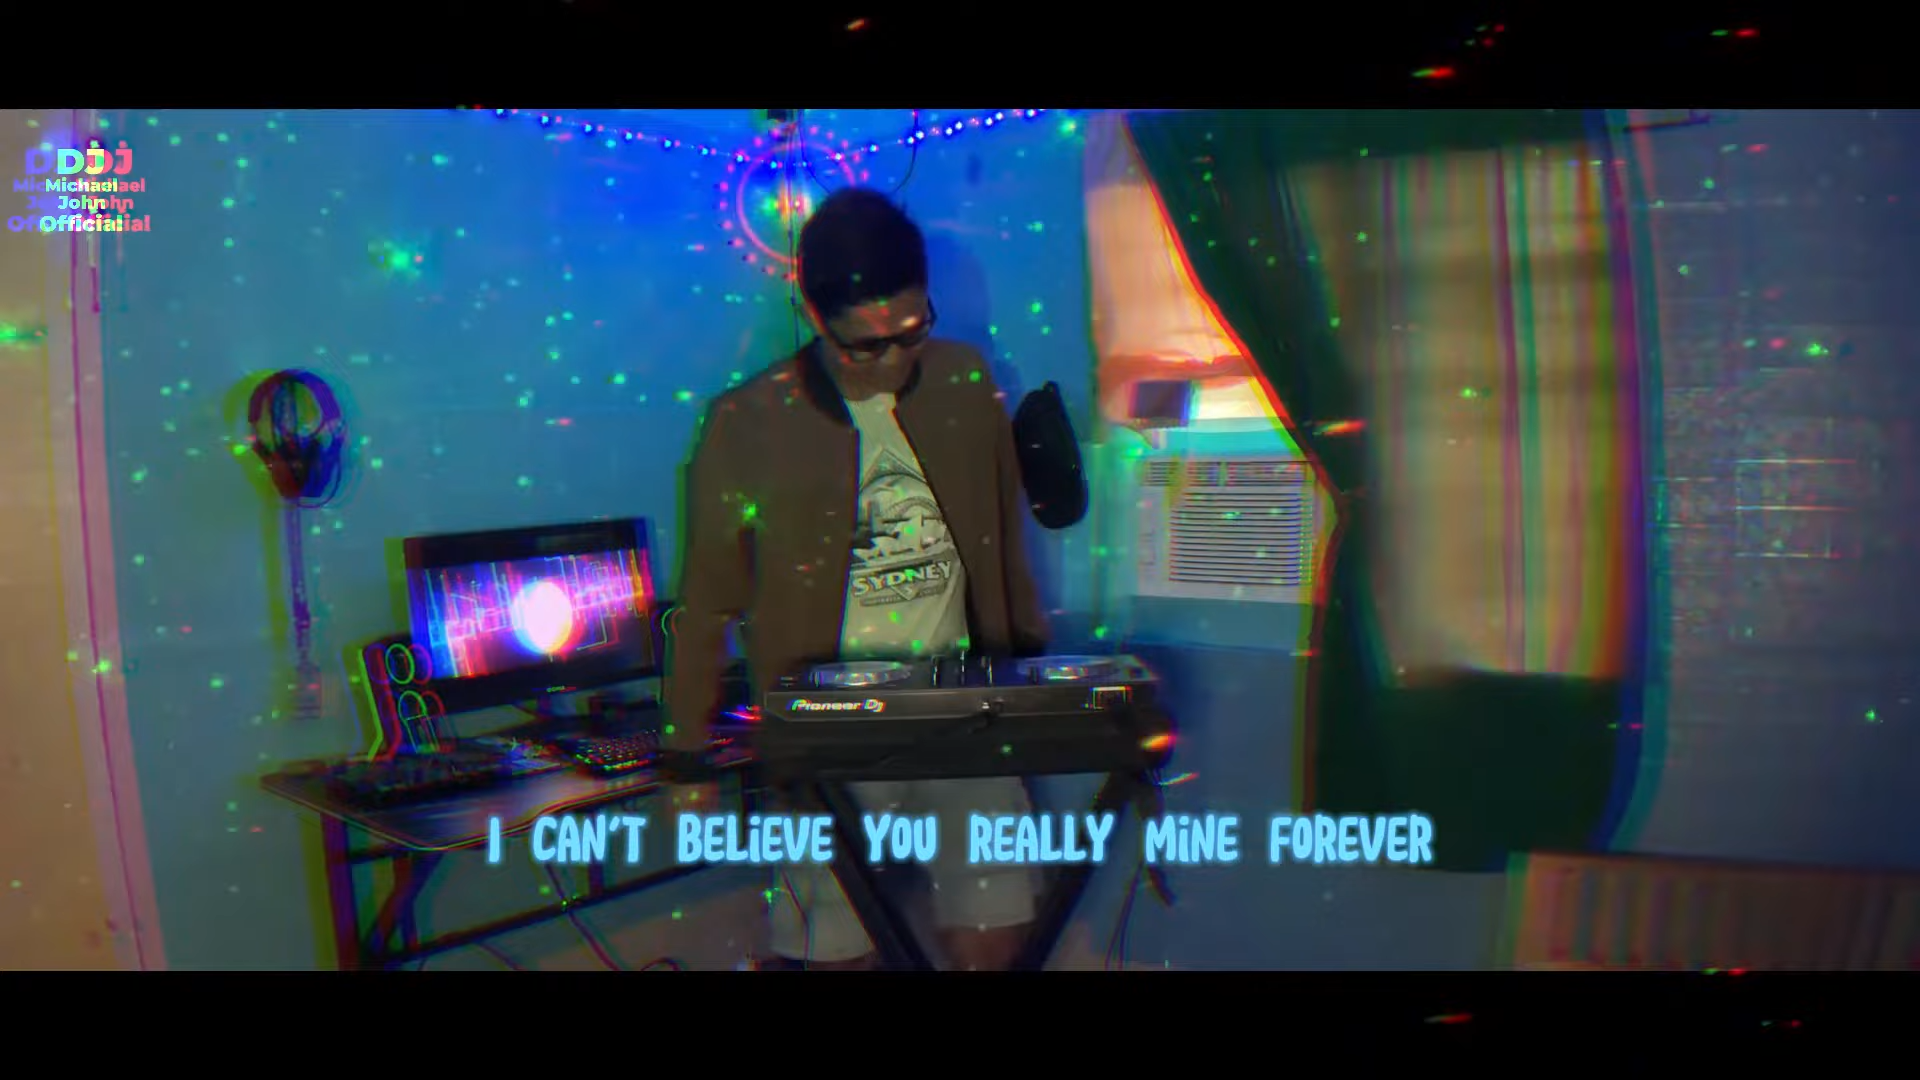 DJ
Michael
John
Official
SYDNEY
Pioneer DJ
I CAN'T BELIEVE YOU REALLY MINE FOREVER